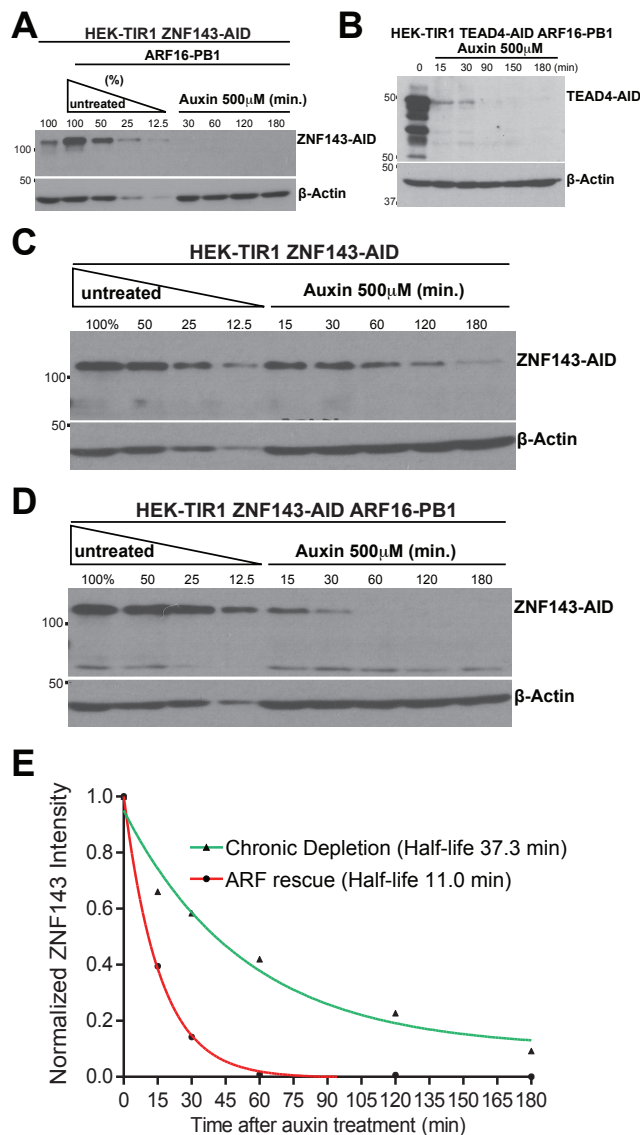 A
HEK-TIR1 ZNF143-AID
ARF16-PB1
(%)
untreated
Auxin 500μM (min.)
100 100 50 25 12.5 30 60 120 180
ZNF143-AID
100
50
β-Actin
B
HEK-TIR1 TEAD4-AID ARF16-PB1
Auxin 500μM
0 15 30 90 150 180 (min)
50
TEAD4-AID
50
50
β-Actin
37
C
HEK-TIR1 ZNF143-AID
untreated
Auxin 500μM (min.)
100% 50 25 12.5 15 30 60 120 180
ZNF143-AID
100
50
β-Actin
D
HEK-TIR1 ZNF143-AID ARF16-PB1
untreated
Auxin 500μM (min.)
100% 50 25 12.5 15 30 60 120 180
ZNF143-AID
100
50
β-Actin
E
Normalized ZNF143 Intensity
1.0
0.8
0.6
0.4
0.2
0.0
Chronic Depletion (Half-life 37.3 min)
ARF rescue (Half-life 11.0 min)
0 15 30 45 60 75 90 105 120 135 150 165 180
Time after auxin treatment (min)